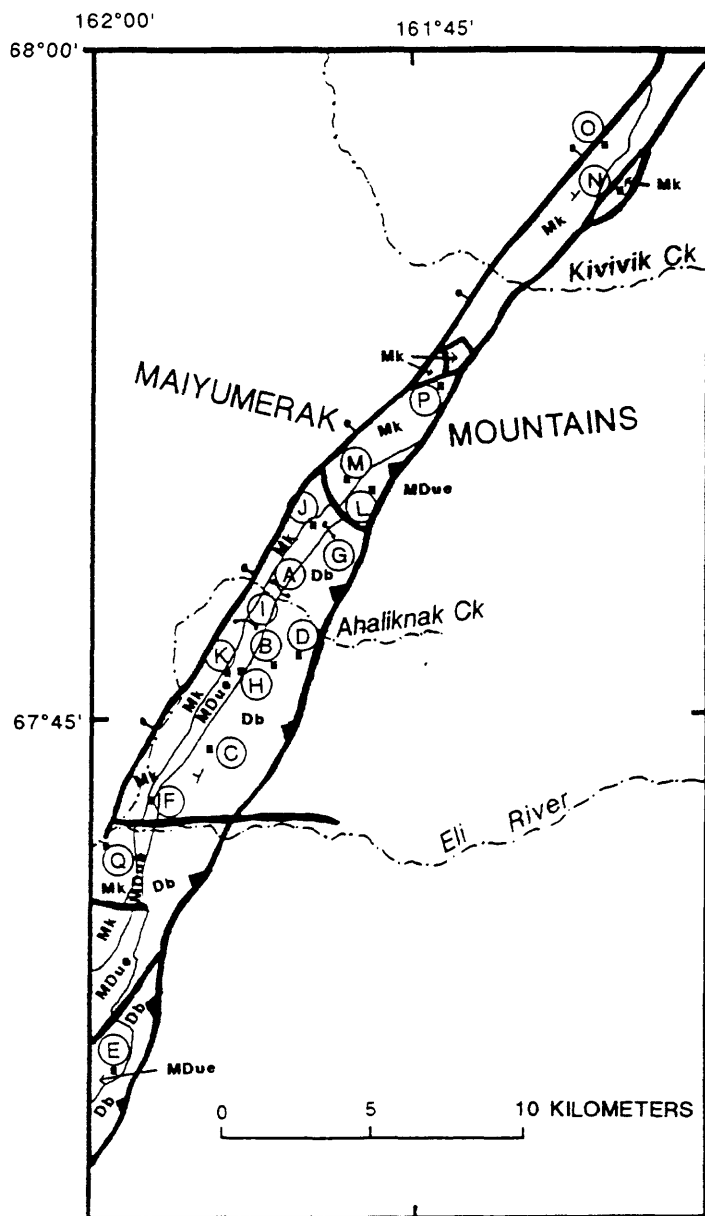 162°00'
161°45'
68°00'
O
N
Mk
Mk
Kivivik Ck
Mk
P
MAIYUMERAK
MOUNTAINS
Mk
M
MDue
J
L
Mk
G
A
Db
I
Ahaliknak Ck
D
B
K
H
Mk
MDue
Db
67°45'
C
Mk
F
Eli River
Q
MDue
Mk
Db
Mk
MDue
Db
E
MDue
Db
0 5 10 KILOMETERS